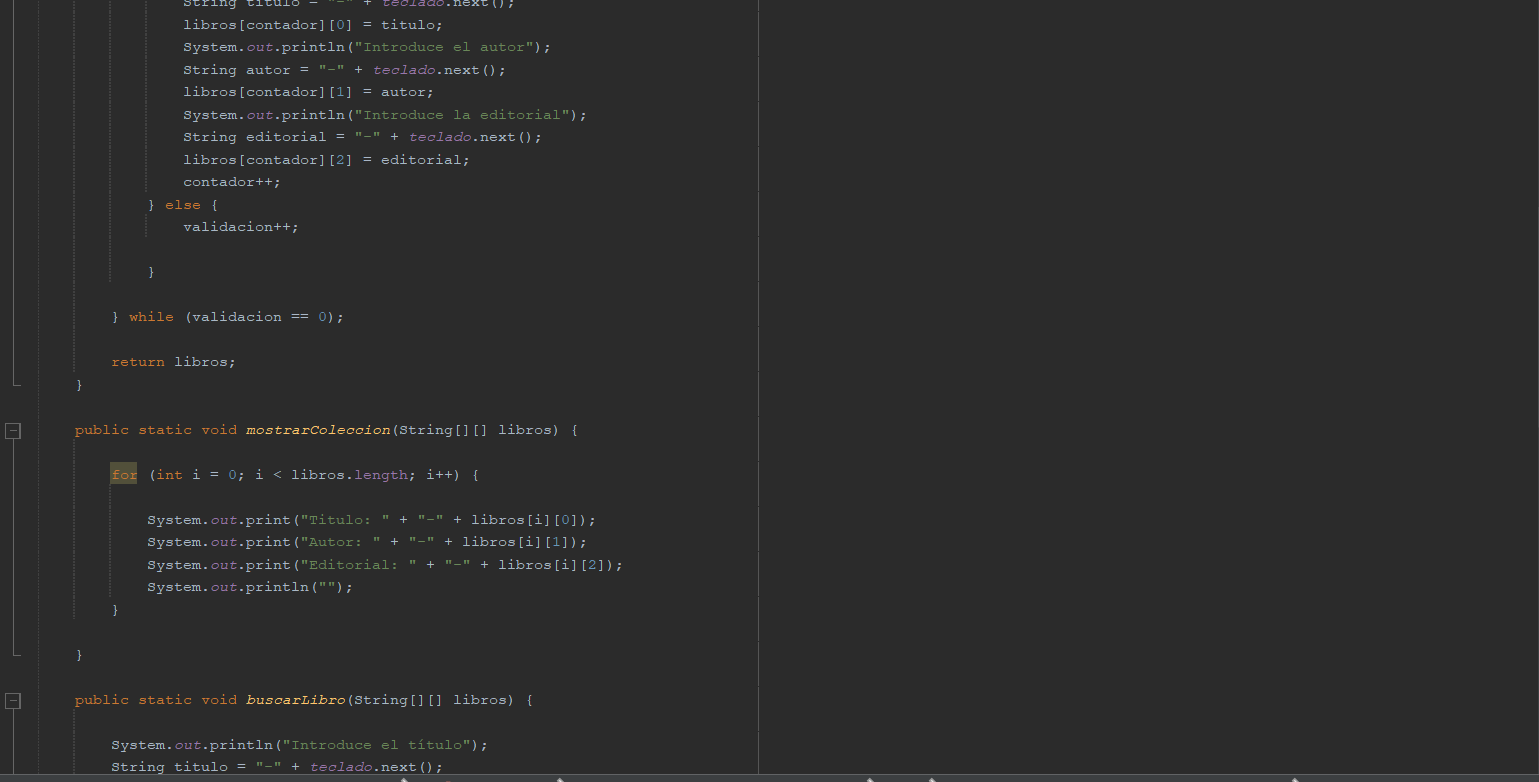 String titulo = "-" + teclado.next();
libros[contador][0] = titulo;
System.out.println("Introduce el autor");
String autor = "-" + teclado.next();
libros[contador][1] = autor;
System.out.println("Introduce la editorial");
String editorial = "-" + teclado.next();
libros[contador][2] = editorial;
contador++;
} else {
validacion++;
}
} while (validacion == 0);
return libros;
}
public static void mostrarColeccion(String[][] libros) {
for (int i = 0; i < libros.length; i++) {
System.out.print("Titulo: " + "-" + libros[i][0]);
System.out.print("Autor: " + "-" + libros[i][1]);
System.out.print("Editorial: " + "-" + libros[i][2]);
System.out.println("");
}
}
public static void buscarLibro(String[][] libros) {
System.out.println("Introduce el título");
String titulo = "-" + teclado.next();